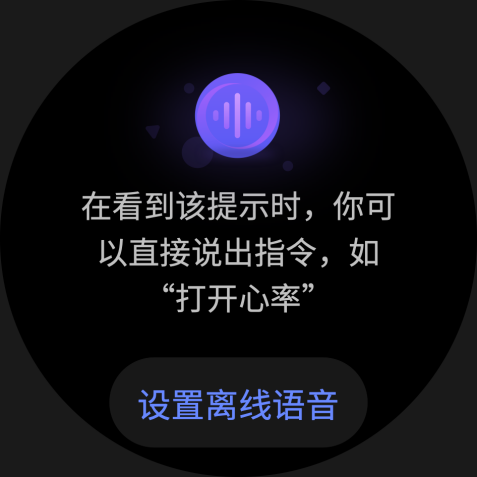 在看到该提示时，你可
以直接说出指令，如
“打开心率”
设置离线语音